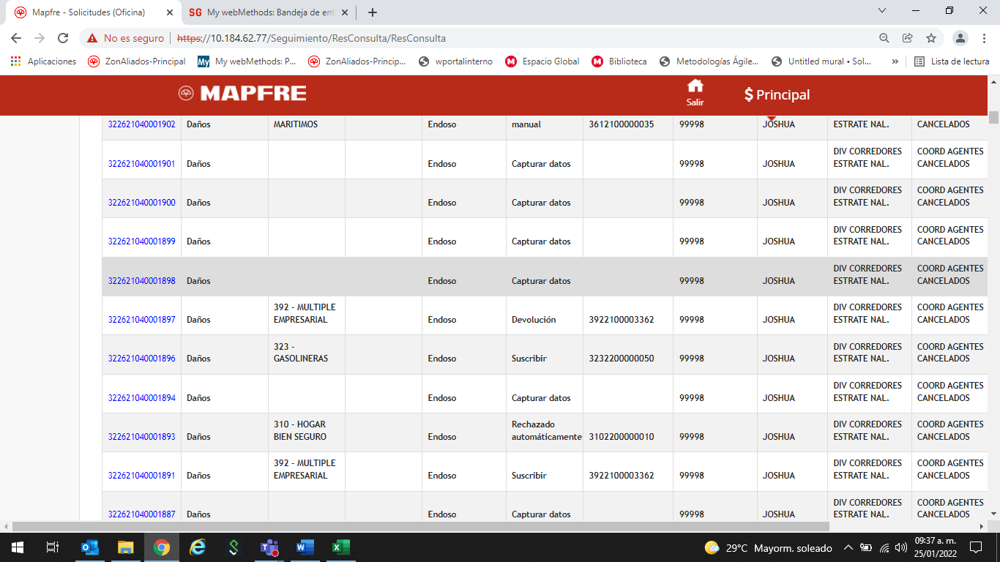 Mapfre - Solicitudes (Oficina)
SG My webMethods: Bandeja de ent
No es seguro https://10.184.62.77/Seguimiento/ResConsulta/ResConsulta
Aplicaciones ZonAliados-Principal My My webMethods: P... ZonAliados-Princip... wportalinterno M Espacio Global M Biblioteca Metodologías Ágile... Untitled mural • Sol... » Lista de lectura
MAPFRE Salir $ Principal
322621040001902 Daños MARITIMOS Endoso manual 3612100000035 99998 JOSHUA ESTRATE NAL. CANCELADOS
DIV CORREDORES COORD AGENTES
322621040001901 Daños Endoso Capturar datos 99998 JOSHUA ESTRATE NAL. CANCELADOS
DIV CORREDORES COORD AGENTES
322621040001900 Daños Endoso Capturar datos 99998 JOSHUA ESTRATE NAL. CANCELADOS
DIV CORREDORES COORD AGENTES
322621040001899 Daños Endoso Capturar datos 99998 JOSHUA ESTRATE NAL. CANCELADOS
DIV CORREDORES COORD AGENTES
322621040001898 Daños Endoso Capturar datos 99998 JOSHUA ESTRATE NAL. CANCELADOS
392 - MULTIPLE DIV CORREDORES COORD AGENTES
322621040001897 Daños EMPRESARIAL Endoso Devolución 3922100003362 99998 JOSHUA ESTRATE NAL. CANCELADOS
323 - DIV CORREDORES COORD AGENTES
322621040001896 Daños GASOLINERAS Endoso Suscribir 3232200000050 99998 JOSHUA ESTRATE NAL. CANCELADOS
DIV CORREDORES COORD AGENTES
322621040001894 Daños Endoso Capturar datos 99998 JOSHUA ESTRATE NAL. CANCELADOS
310 - HOGAR Rechazado DIV CORREDORES COORD AGENTES
322621040001893 Daños BIEN SEGURO Endoso automáticamente 3102200000010 99998 JOSHUA ESTRATE NAL. CANCELADOS
392 - MULTIPLE DIV CORREDORES COORD AGENTES
322621040001891 Daños EMPRESARIAL Endoso Suscribir 3922100003362 99998 JOSHUA ESTRATE NAL. CANCELADOS
DIV CORREDORES COORD AGENTES
322621040001887 Daños Endoso Capturar datos 99998 JOSHUA ESTRATE NAL. CANCELADOS
29°C Mayorm. soleado 09:37 a. m.
25/01/2022